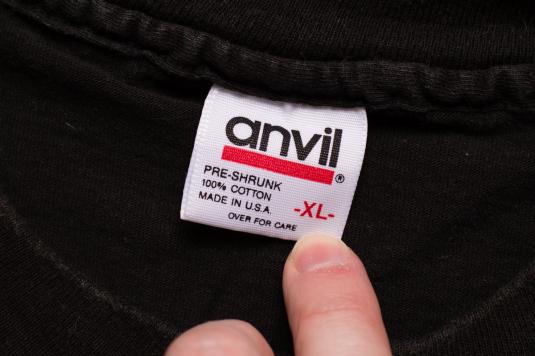 anvil®
PRE-SHRUNK
100% COTTON
MADE IN U.S.A. -XL-
OVER FOR CARE